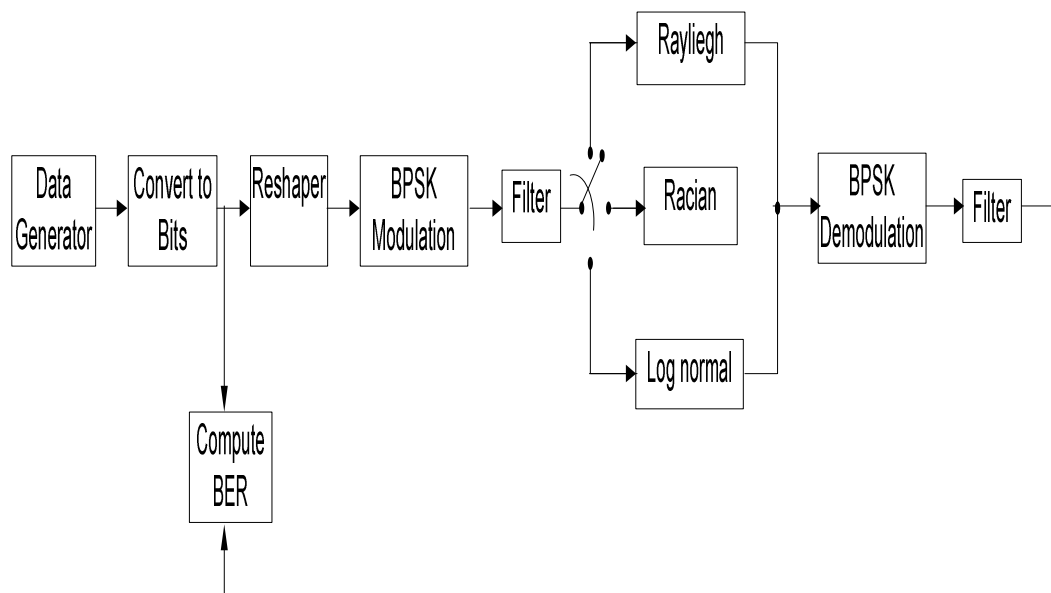 Rayliegh
Data
Generator
Convert to
Bits
Reshaper
BPSK
Modulation
Filter
Racian
BPSK
Demodulation
Filter
Log normal
Compute
BER